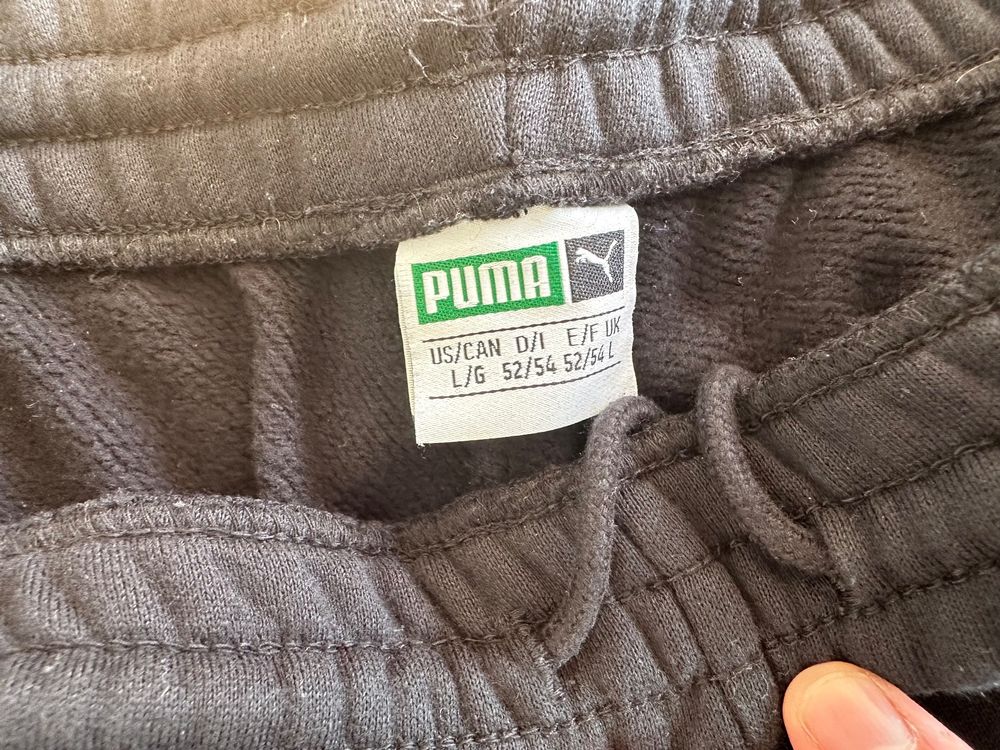 PUMA
US/CAN D/I E/F UK
L/G 52/54 52/54 L